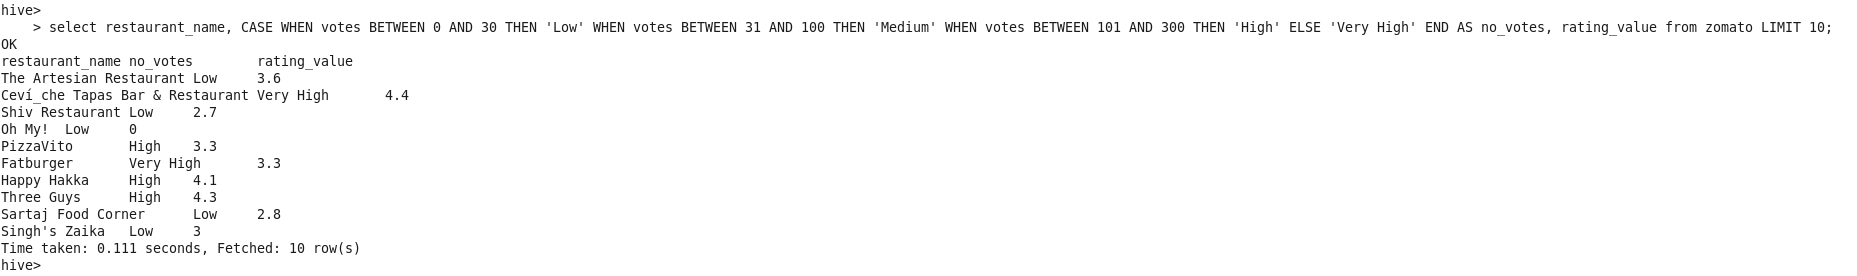 hive>
    > select restaurant_name, CASE WHEN votes BETWEEN 0 AND 30 THEN 'Low' WHEN votes BETWEEN 31 AND 100 THEN 'Medium' WHEN votes BETWEEN 101 AND 300 THEN 'High' ELSE 'Very High' END AS no_votes, rating_value from zomato LIMIT 10;
OK
restaurant_name no_votes        rating_value
The Artesian Restaurant Low     3.6
Ceví_che Tapas Bar & Restaurant Very High       4.4
Shiv Restaurant Low     2.7
Oh My!  Low     0
PizzaVito       High    3.3
Fatburger       Very High       3.3
Happy Hakka     High    4.1
Three Guys      High    4.3
Sartaj Food Corner      Low     2.8
Singh's Zaika   Low     3
Time taken: 0.111 seconds, Fetched: 10 row(s)
hive>